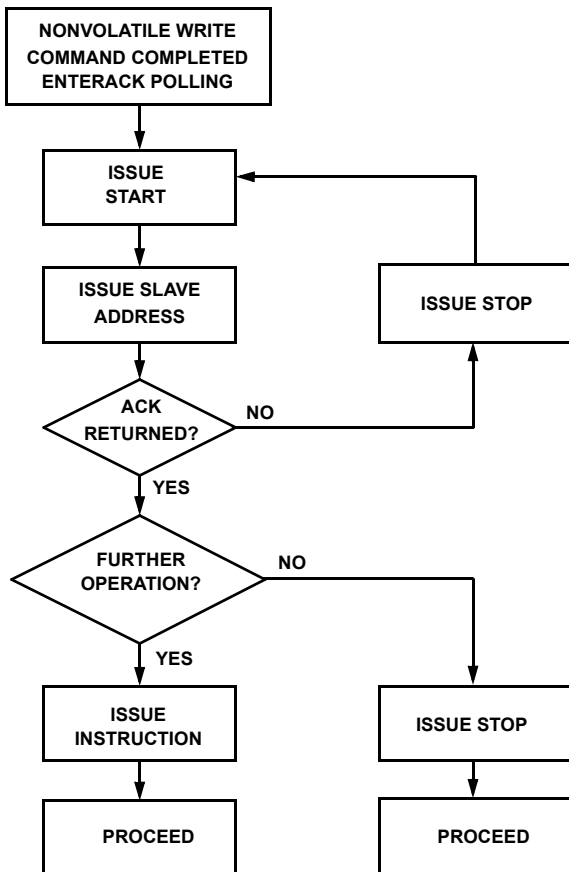 NONVOLATILE WRITE
COMMAND COMPLETED
ENTERACK POLLING
ISSUE
START
ISSUE SLAVE
ADDRESS
ISSUE STOP
ACK
RETURNED?
NO
YES
FURTHER
OPERATION?
NO
YES
ISSUE
INSTRUCTION
ISSUE STOP
PROCEED
PROCEED